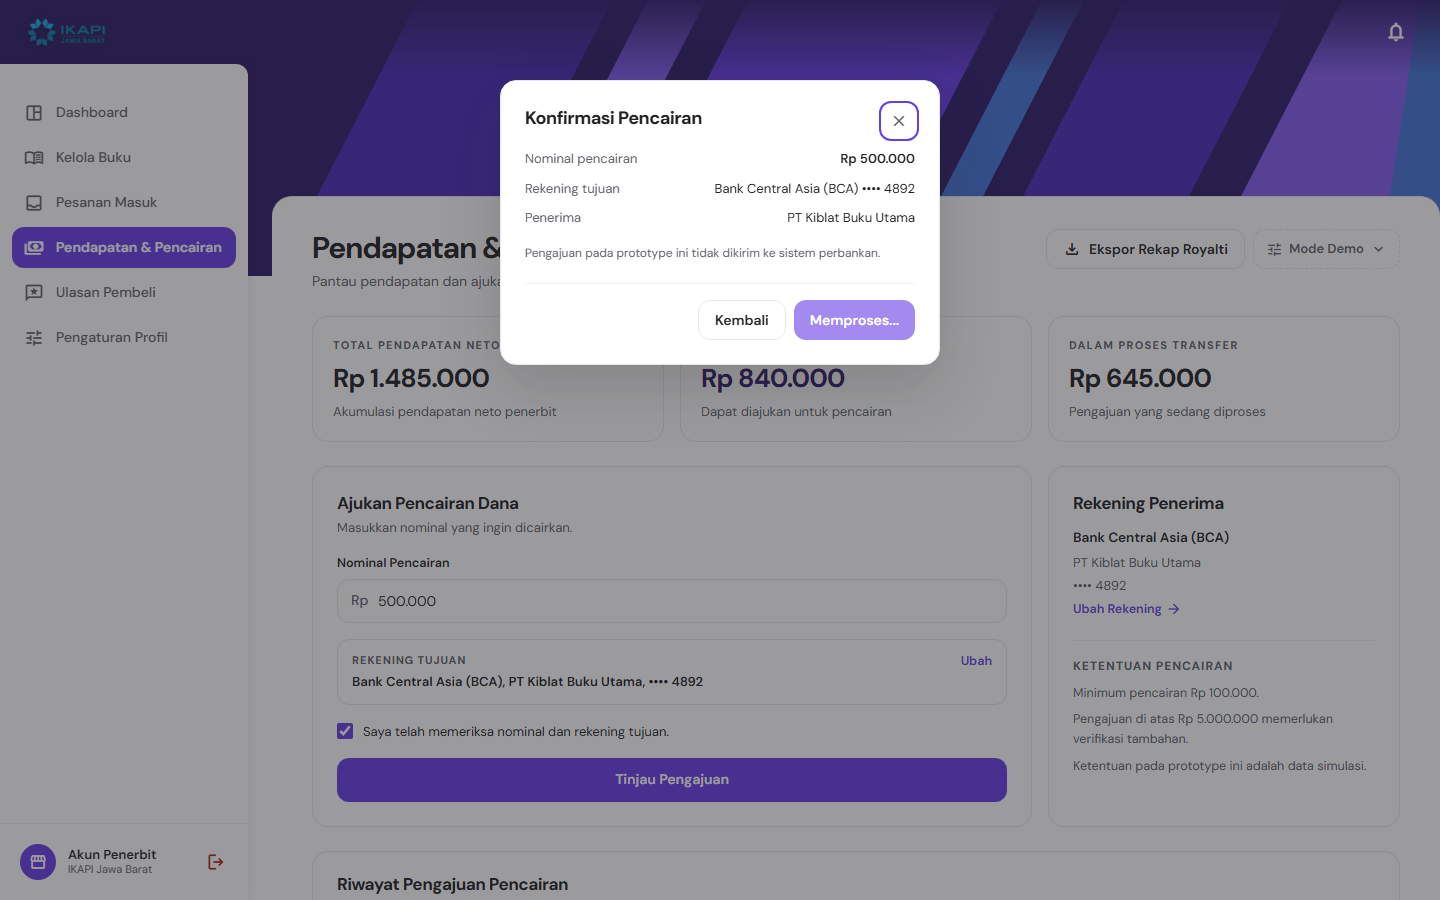 IKAPI
JAWA BARAT
Dashboard
Kelola Buku
Pesanan Masuk
Pendapatan & Pencairan
Ulasan Pembeli
Pengaturan Profil
Akun Penerbit
IKAPI Jawa Barat
Konfirmasi Pencairan
Nominal pencairan Rp 500.000
Rekening tujuan Bank Central Asia (BCA) •••• 4892
Penerima PT Kiblat Buku Utama
Pengajuan pada prototype ini tidak dikirim ke sistem perbankan.
Kembali Memproses...
Pendapatan &
Pantau pendapatan dan ajuka
Ekspor Rekap Royalti
Mode Demo
TOTAL PENDAPATAN NETO
Rp 1.485.000
Akumulasi pendapatan neto penerbit
Rp 840.000
Dapat diajukan untuk pencairan
DALAM PROSES TRANSFER
Rp 645.000
Pengajuan yang sedang diproses
Ajukan Pencairan Dana
Masukkan nominal yang ingin dicairkan.
Nominal Pencairan
Rp 500.000
REKENING TUJUAN Ubah
Bank Central Asia (BCA), PT Kiblat Buku Utama, •••• 4892
Saya telah memeriksa nominal dan rekening tujuan.
Tinjau Pengajuan
Rekening Penerima
Bank Central Asia (BCA)
PT Kiblat Buku Utama
•••• 4892
Ubah Rekening →
KETENTUAN PENCAIRAN
Minimum pencairan Rp 100.000.
Pengajuan di atas Rp 5.000.000 memerlukan
verifikasi tambahan.
Ketentuan pada prototype ini adalah data simulasi.
Riwayat Pengajuan Pencairan